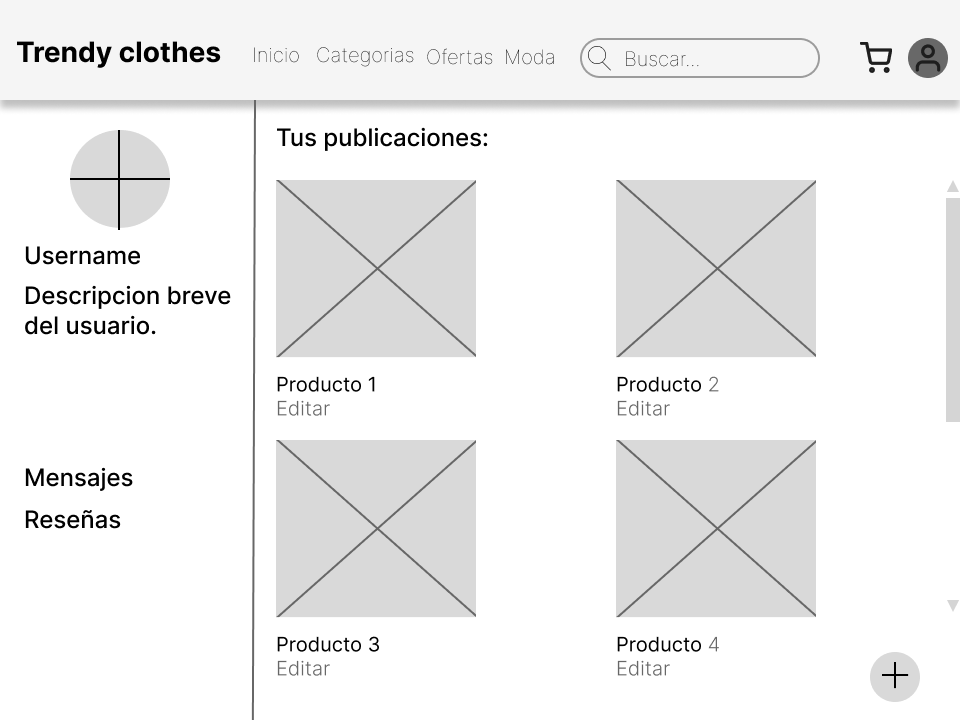 Trendy clothes
Inicio Categorias Ofertas Moda
Buscar...
Username
Descripcion breve
del usuario.
Mensajes
Reseñas
Tus publicaciones:
Producto 1
Editar
Producto 2
Editar
Producto 3
Editar
Producto 4
Editar